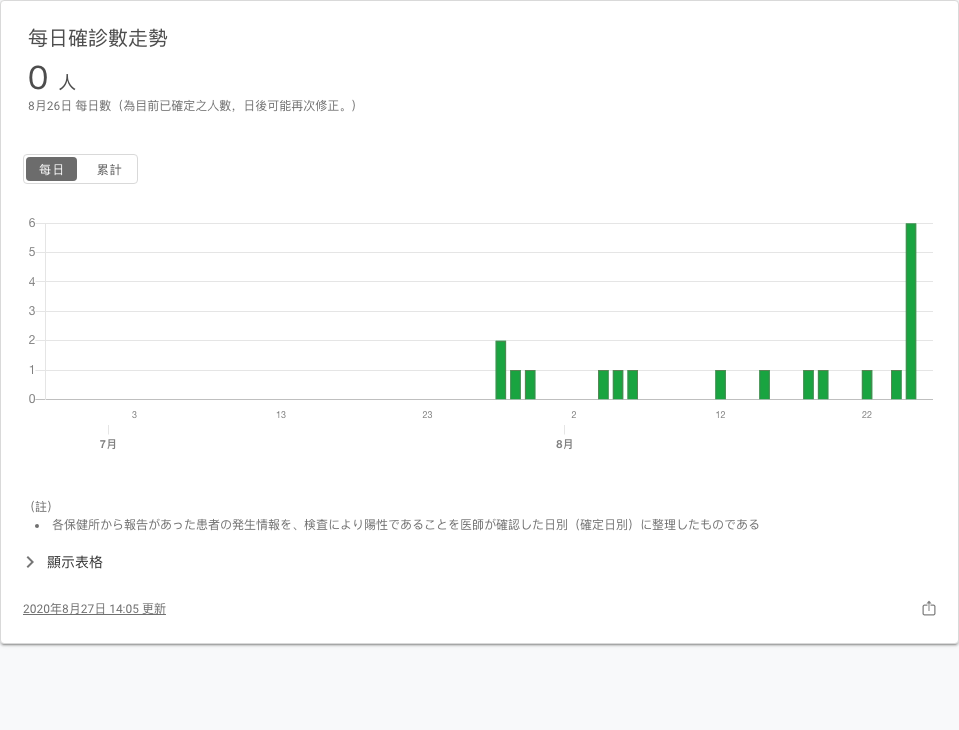 每日確診數走勢
0 人
8月26日 每日數（為目前已確定之人數，日後可能再次修正。）
每日 累計
6
5
4
3
2
1
0
3 13 23 2 12 22
7月 8月
（註）
• 各保健所から報告があった患者の発生情報を、検査により陽性であることを医師が確認した日別（確定日別）に整理したものである
顯示表格
2020年8月27日 14:05 更新